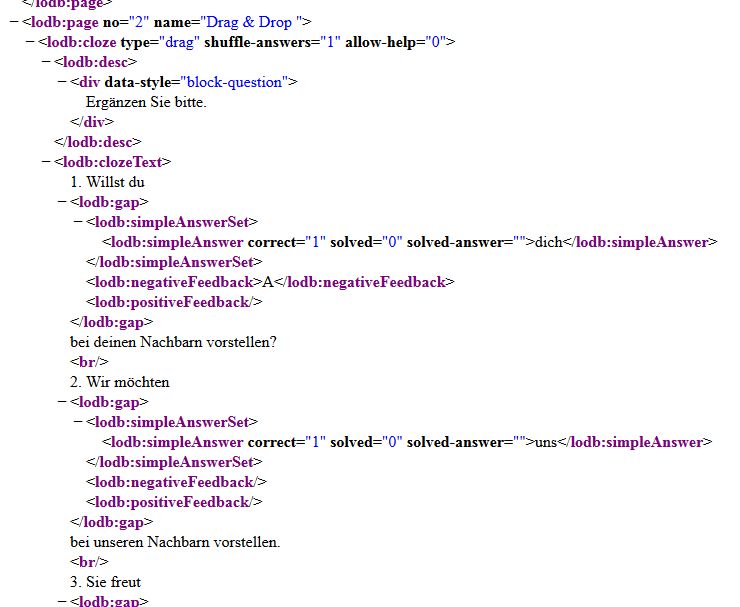 </lodb:page>
− <lodb:page no="2" name="Drag & Drop ">
− <lodb:cloze type="drag" shuffle-answers="1" allow-help="0">
− <lodb:desc>
− <div data-style="block-question">
Ergänzen Sie bitte.
</div>
</lodb:desc>
− <lodb:clozeText>
1. Willst du
− <lodb:gap>
− <lodb:simpleAnswerSet>
<lodb:simpleAnswer correct="1" solved="0" solved-answer="">dich</lodb:simpleAnswer>
</lodb:simpleAnswerSet>
<lodb:negativeFeedback>A</lodb:negativeFeedback>
<lodb:positiveFeedback/>
</lodb:gap>
bei deinen Nachbarn vorstellen?
<br/>
2. Wir möchten
− <lodb:gap>
− <lodb:simpleAnswerSet>
<lodb:simpleAnswer correct="1" solved="0" solved-answer="">uns</lodb:simpleAnswer>
</lodb:simpleAnswerSet>
<lodb:negativeFeedback/>
<lodb:positiveFeedback/>
</lodb:gap>
bei unseren Nachbarn vorstellen.
<br/>
3. Sie freut
− <lodb:gap>